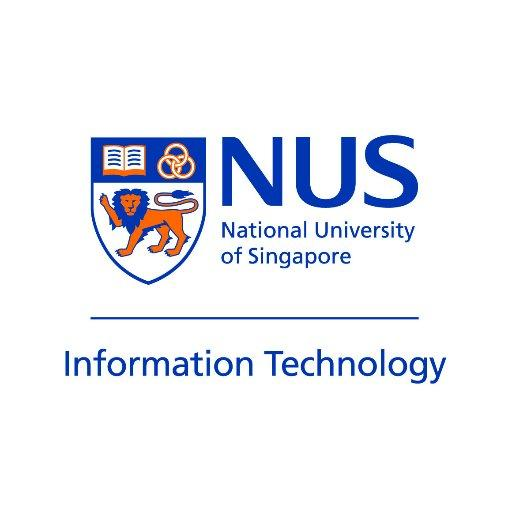 NUS
National University
of Singapore
Information Technology